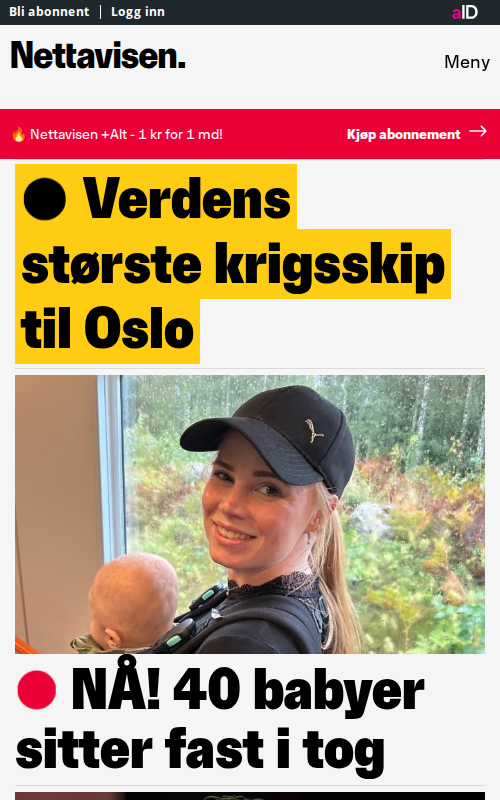 Bli abonnent | Logg inn
aID
Nettavisen.
Meny
🔥 Nettavisen +Alt - 1 kr for 1 md!
Kjøp abonnement →
Verdens
største krigsskip
til Oslo
NÅ! 40 babyer
sitter fast i tog